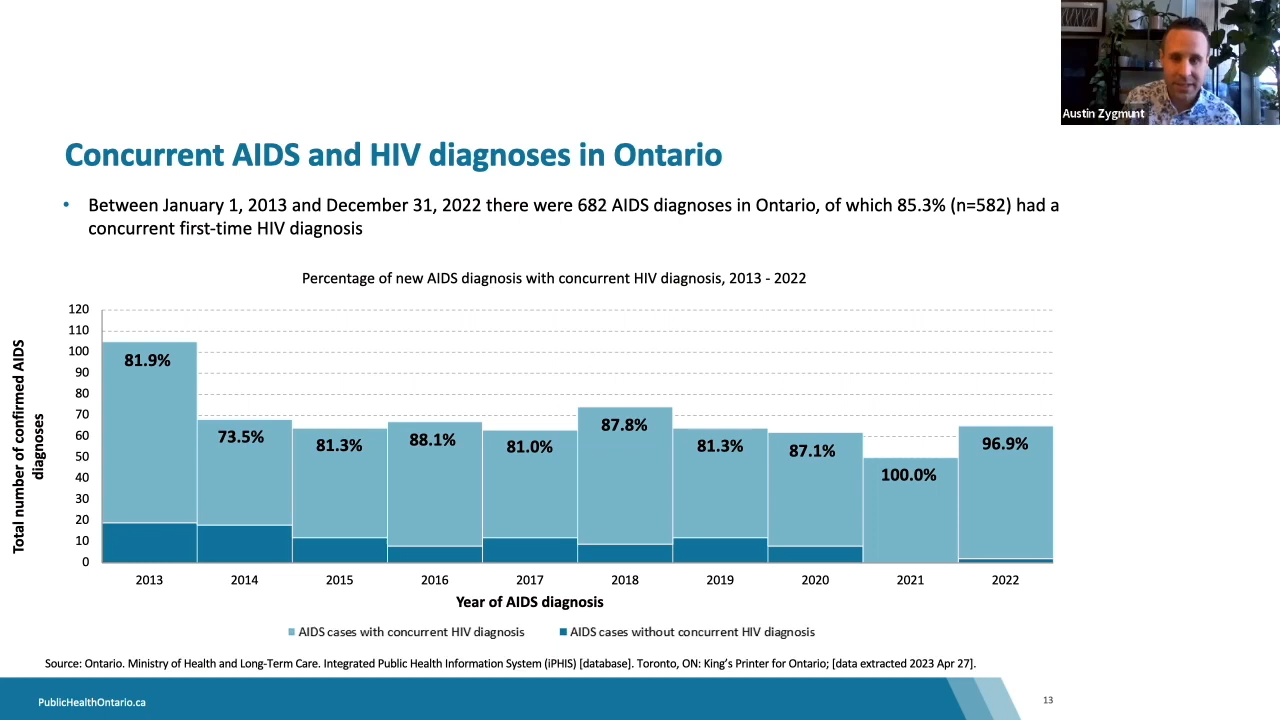 Austin Zygmunt
Concurrent AIDS and HIV diagnoses in Ontario
• Between January 1, 2013 and December 31, 2022 there were 682 AIDS diagnoses in Ontario, of which 85.3% (n=582) had a
concurrent first-time HIV diagnosis
Percentage of new AIDS diagnosis with concurrent HIV diagnosis, 2013 - 2022
Total number of confirmed AIDS
diagnoses
120
110
100
90
80
70
60
50
40
30
20
10
0
81.9%
73.5%
81.3%
88.1%
81.0%
87.8%
81.3%
87.1%
100.0%
96.9%
2013 2014 2015 2016 2017 2018 2019 2020 2021 2022
Year of AIDS diagnosis
AIDS cases with concurrent HIV diagnosis AIDS cases without concurrent HIV diagnosis
Source: Ontario. Ministry of Health and Long-Term Care. Integrated Public Health Information System (iPHIS) [database]. Toronto, ON: King's Printer for Ontario; [data extracted 2023 Apr 27].
PublicHealthOntario.ca
13